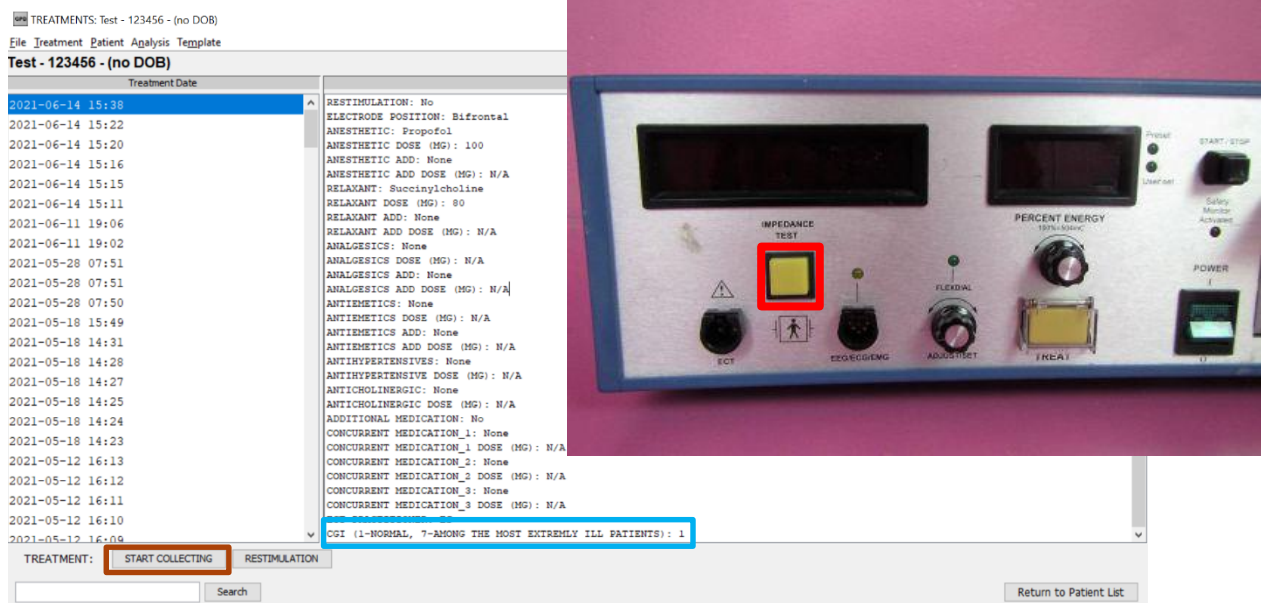 GPD TREATMENTS: Test - 123456 - (no DOB)
File Treatment Patient Analysis Template
Test - 123456 - (no DOB)
Treatment Date
2021-06-14 15:38
2021-06-14 15:22
2021-06-14 15:20
2021-06-14 15:16
2021-06-14 15:15
2021-06-14 15:11
2021-06-11 19:06
2021-06-11 19:02
2021-05-28 07:51
2021-05-28 07:51
2021-05-28 07:50
2021-05-18 15:49
2021-05-18 14:31
2021-05-18 14:28
2021-05-18 14:27
2021-05-18 14:25
2021-05-18 14:24
2021-05-18 14:23
2021-05-12 16:13
2021-05-12 16:12
2021-05-12 16:11
2021-05-12 16:10
2021-05-12 16:09
RESTIMULATION: No
ELECTRODE POSITION: Bifrontal
ANESTHETIC: Propofol
ANESTHETIC DOSE (MG): 100
ANESTHETIC ADD: None
ANESTHETIC ADD DOSE (MG): N/A
RELAXANT: Succinylcholine
RELAXANT DOSE (MG): 80
RELAXANT ADD: None
RELAXANT ADD DOSE (MG): N/A
ANALGESICS: None
ANALGESICS DOSE (MG): N/A
ANALGESICS ADD: None
ANALGESICS ADD DOSE (MG): N/A
ANTIEMETICS: None
ANTIEMETICS DOSE (MG): N/A
ANTIEMETICS ADD: None
ANTIEMETICS ADD DOSE (MG): N/A
ANTIHYPERTENSIVES: None
ANTIHYPERTENSIVE DOSE (MG): N/A
ANTICHOLINERGIC: None
ANTICHOLINERGIC DOSE (MG): N/A
ADDITIONAL MEDICATION: No
CONCURRENT MEDICATION_1: None
CONCURRENT MEDICATION_1 DOSE (MG): N/A
CONCURRENT MEDICATION_2: None
CONCURRENT MEDICATION_2 DOSE (MG): N/A
CONCURRENT MEDICATION_3: None
CONCURRENT MEDICATION_3 DOSE (MG): N/A
CGI (1-NORMAL, 7-AMONG THE MOST EXTREMLY ILL PATIENTS): 1
TREATMENT: START COLLECTING RESTIMULATION
Search
Return to Patient List
Preset
User set
START / STOP
Safety
Monitor
Activated
IMPEDANCE
TEST
PERCENT ENERGY
100%=504mC
POWER
I
FLEXDIAL
ECT
EEG/ECG/EMG
ADJUST/SET
TREAT
O